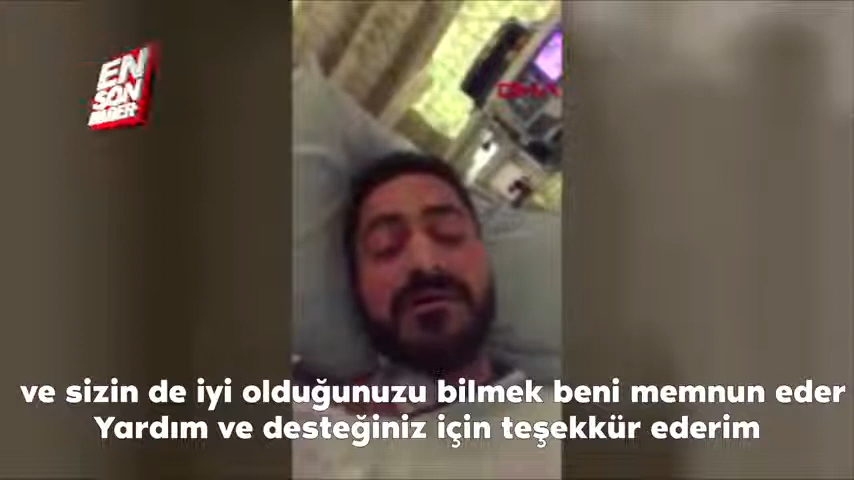 EN
SON
HABER
DHA
ve sizin de iyi olduğunuzu bilmek beni memnun eder
Yardım ve desteğiniz için teşekkür ederim